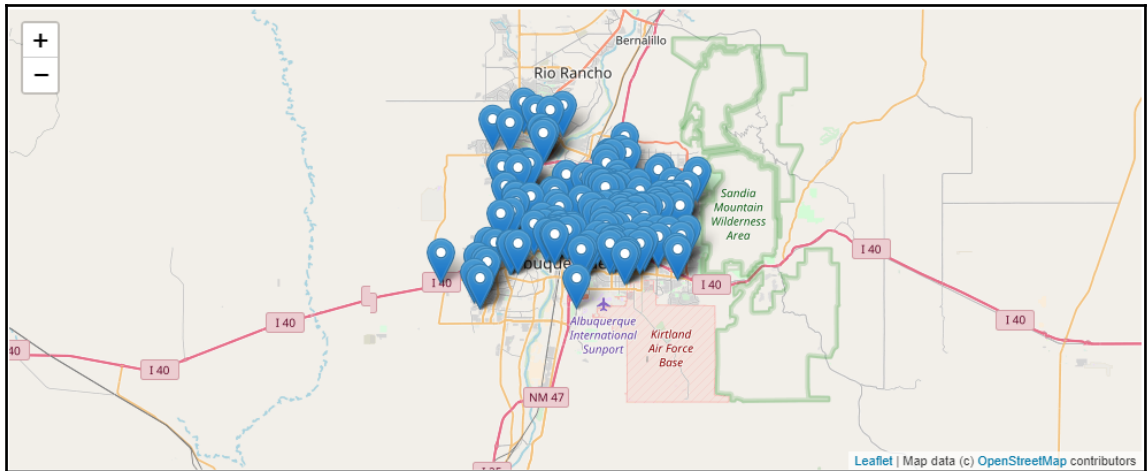 +
−
Bernalillo
Rio Rancho
Sandia
Mountain
Wilderness
Area
I 40
I 40
I 40
I 40
I 40
I 40
40
Albuquerque
International
Sunport
Kirtland
Air Force
Base
NM 47
Leaflet | Map data (c) OpenStreetMap contributors